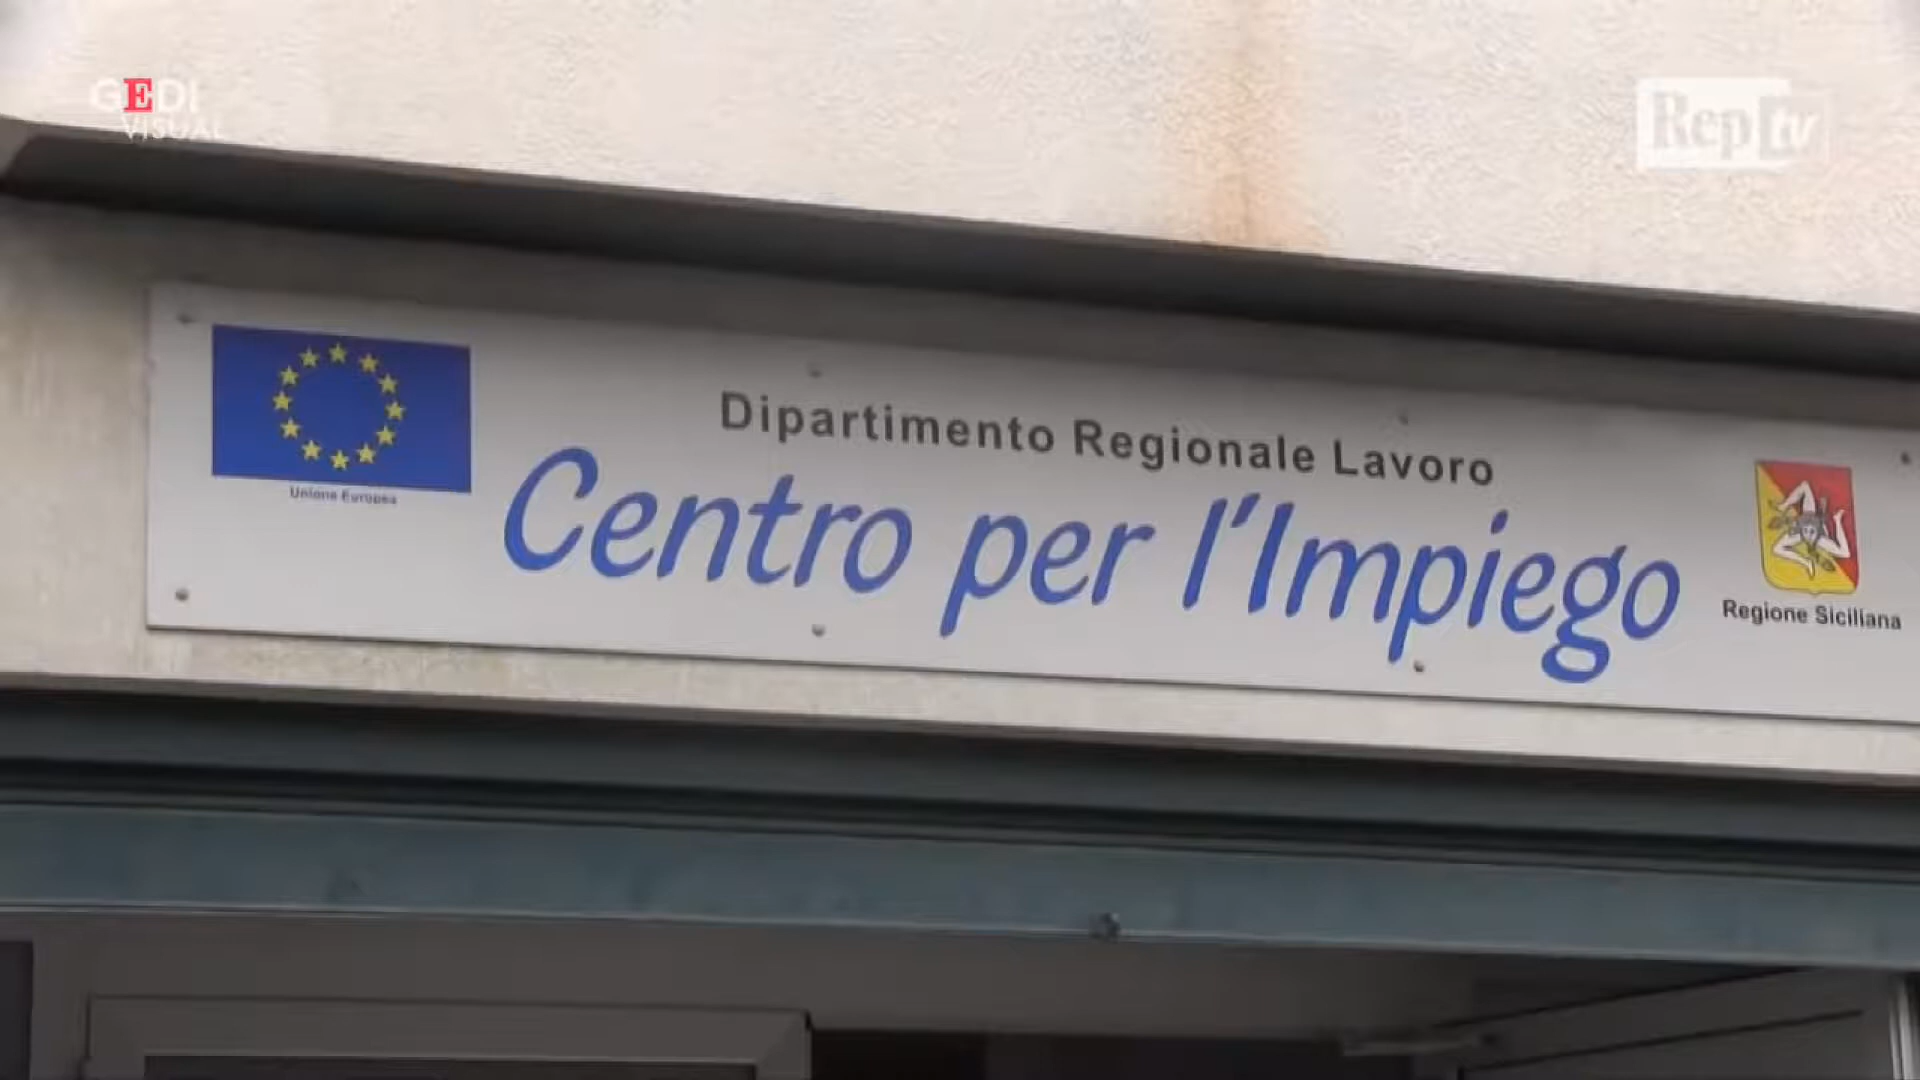 GEDI
VISUAL
Rep tv
Dipartimento Regionale Lavoro
Centro per l'Impiego
Unione Europea
Regione Siciliana